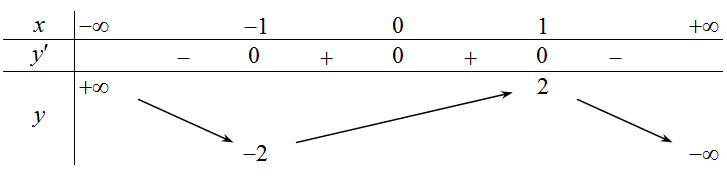 x −∞ −1 0 1 +∞
y′ − 0 + 0 + 0 −
+∞ 2
y
−2 −∞